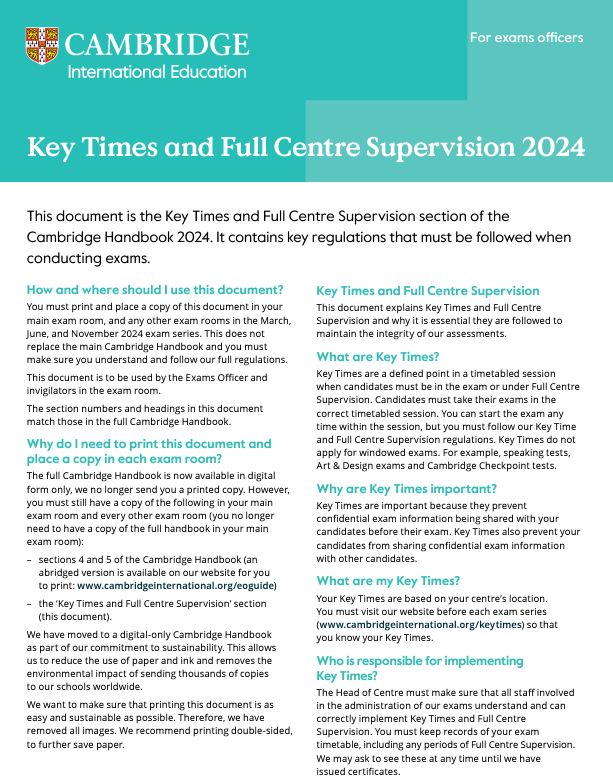 CAMBRIDGE
International Education
For exams officers
Key Times and Full Centre Supervision 2024
This document is the Key Times and Full Centre Supervision section of the
Cambridge Handbook 2024. It contains key regulations that must be followed when
conducting exams.
How and where should I use this document?
You must print and place a copy of this document in your
main exam room, and any other exam rooms in the March,
June, and November 2024 exam series. This does not
replace the main Cambridge Handbook and you must
make sure you understand and follow our full regulations.
This document is to be used by the Exams Officer and
invigilators in the exam room.
The section numbers and headings in this document
match those in the full Cambridge Handbook.
Why do I need to print this document and
place a copy in each exam room?
The full Cambridge Handbook is now available in digital
form only, we no longer send you a printed copy. However,
you must still have a copy of the following in your main
exam room and every other exam room (you no longer
need to have a copy of the full handbook in your main
exam room):
– sections 4 and 5 of the Cambridge Handbook (an
abridged version is available on our website for you
to print: www.cambridgeinternational.org/eoguide)
– the ‘Key Times and Full Centre Supervision’ section
(this document).
We have moved to a digital-only Cambridge Handbook
as part of our commitment to sustainability. This allows
us to reduce the use of paper and ink and removes the
environmental impact of sending thousands of copies
to our schools worldwide.
We want to make sure that printing this document is as
easy and sustainable as possible. Therefore, we have
removed all images. We recommend printing double-sided,
to further save paper.
Key Times and Full Centre Supervision
This document explains Key Times and Full Centre
Supervision and why it is essential they are followed to
maintain the integrity of our assessments.
What are Key Times?
Key Times are a defined point in a timetabled session
when candidates must be in the exam or under Full Centre
Supervision. Candidates must take their exams in the
correct timetabled session. You can start the exam any
time within the session, but you must follow our Key Time
and Full Centre Supervision regulations. Key Times do not
apply for windowed exams. For example, speaking tests,
Art & Design exams and Cambridge Checkpoint tests.
Why are Key Times important?
Key Times are important because they prevent
confidential exam information being shared with your
candidates before their exam. Key Times also prevent your
candidates from sharing confidential exam information
with other candidates.
What are my Key Times?
Your Key Times are based on your centre’s location.
You must visit our website before each exam series
(www.cambridgeinternational.org/keytimes) so that
you know your Key Times.
Who is responsible for implementing
Key Times?
The Head of Centre must make sure that all staff involved
in the administration of our exams understand and can
correctly implement Key Times and Full Centre
Supervision. You must keep records of your exam
timetable, including any periods of Full Centre Supervision.
We may ask to see these at any time until we have
issued certificates.